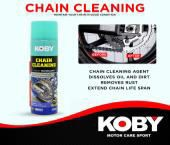 CHAIN CLEANING
KOBY
CHAIN
CLEANING
BEFORE
CHAIN CLEANING AGENT
DISSOLVES OIL AND DIRT
REMOVES RUST
EXTEND CHAIN LIFE SPAN
KOBY
MOTOR CARE SPORT